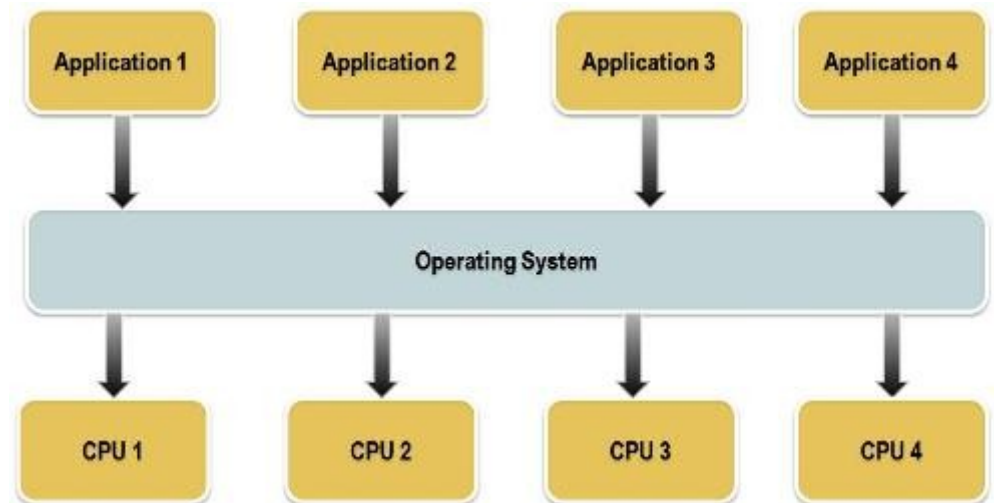 Application 1
Application 2
Application 3
Application 4
Operating System
CPU 1
CPU 2
CPU 3
CPU 4